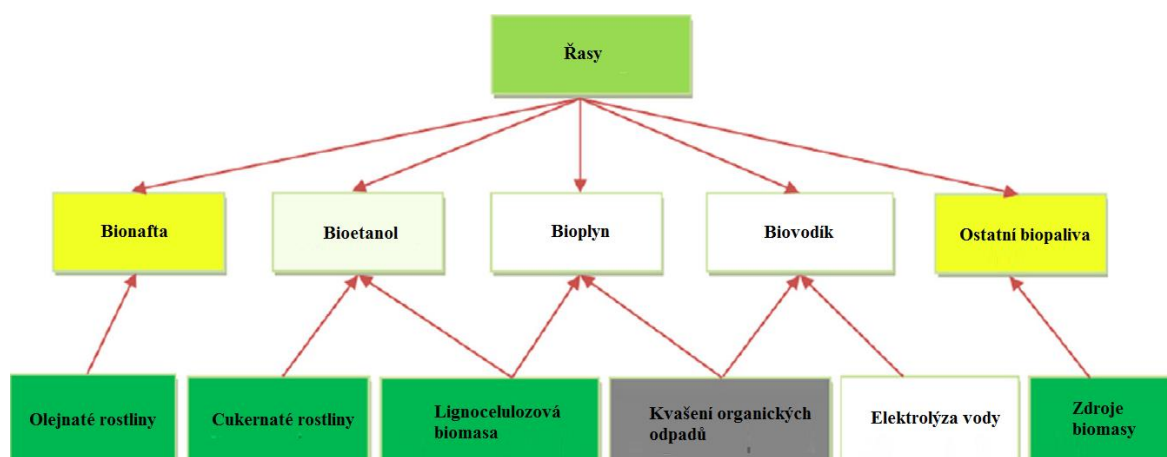 Řasy
Bionafta
Bioetanol
Bioplyn
Biovodík
Ostatní biopaliva
Olejnaté rostliny
Cukernaté rostliny
Lignocelulozová
biomasa
Kvašení organických
odpadů
Elektrolýza vody
Zdroje
biomasy